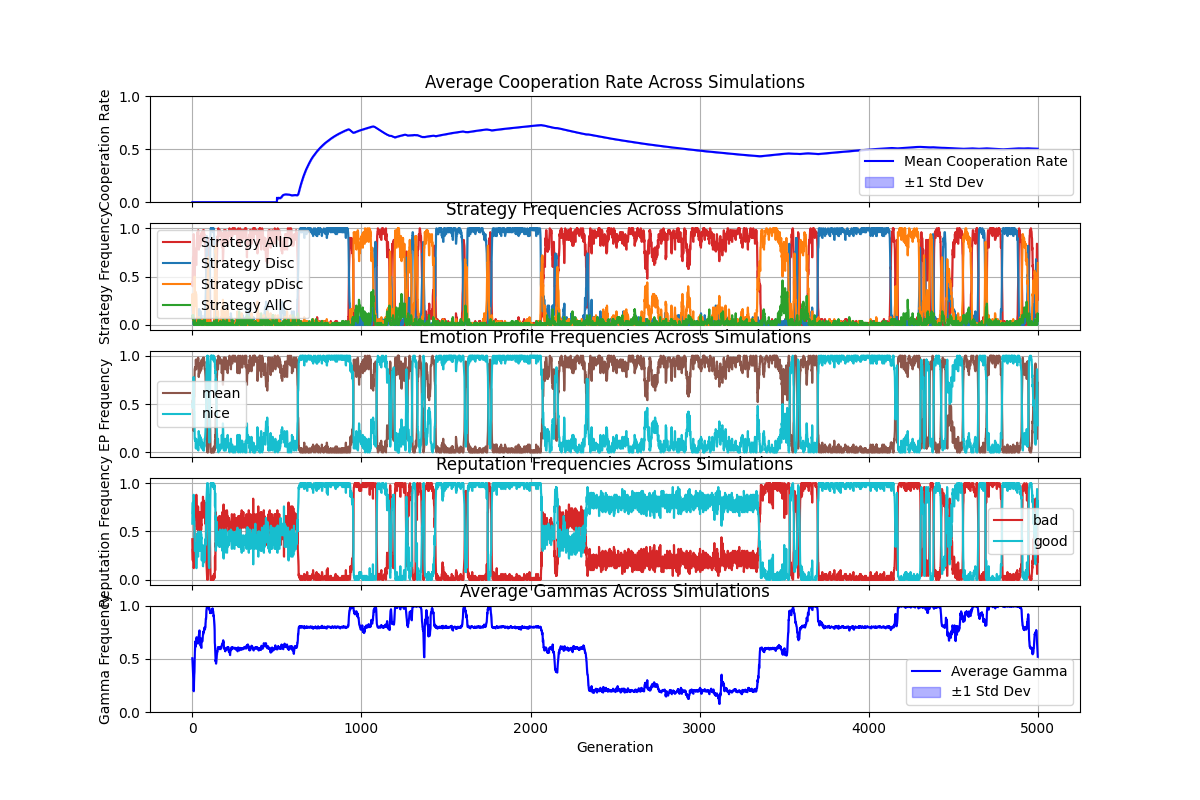 Average Cooperation Rate Across Simulations
Cooperation Rate
1.0
0.5
0.0
Mean Cooperation Rate
±1 Std Dev
Strategy Frequencies Across Simulations
Strategy Frequency
1.0
0.5
0.0
Strategy AllD
Strategy Disc
Strategy pDisc
Strategy AllC
Emotion Profile Frequencies Across Simulations
EP Frequency
1.0
0.5
0.0
mean
nice
Reputation Frequencies Across Simulations
Reputation Frequency
1.0
0.5
0.0
bad
good
Average Gammas Across Simulations
Gamma Frequency
1.0
0.5
0.0
Average Gamma
±1 Std Dev
0 1000 2000 3000 4000 5000
Generation